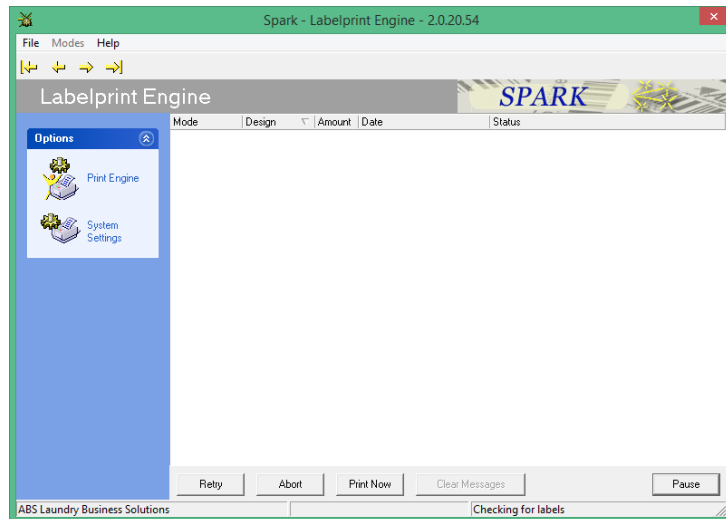 Spark - Labelprint Engine - 2.0.20.54
File Modes Help
Labelprint Engine SPARK
Mode Design Amount Date Status
Options
Print Engine
System
Settings
Retry Abort Print Now Clear Messages Pause
ABS Laundry Business Solutions Checking for labels